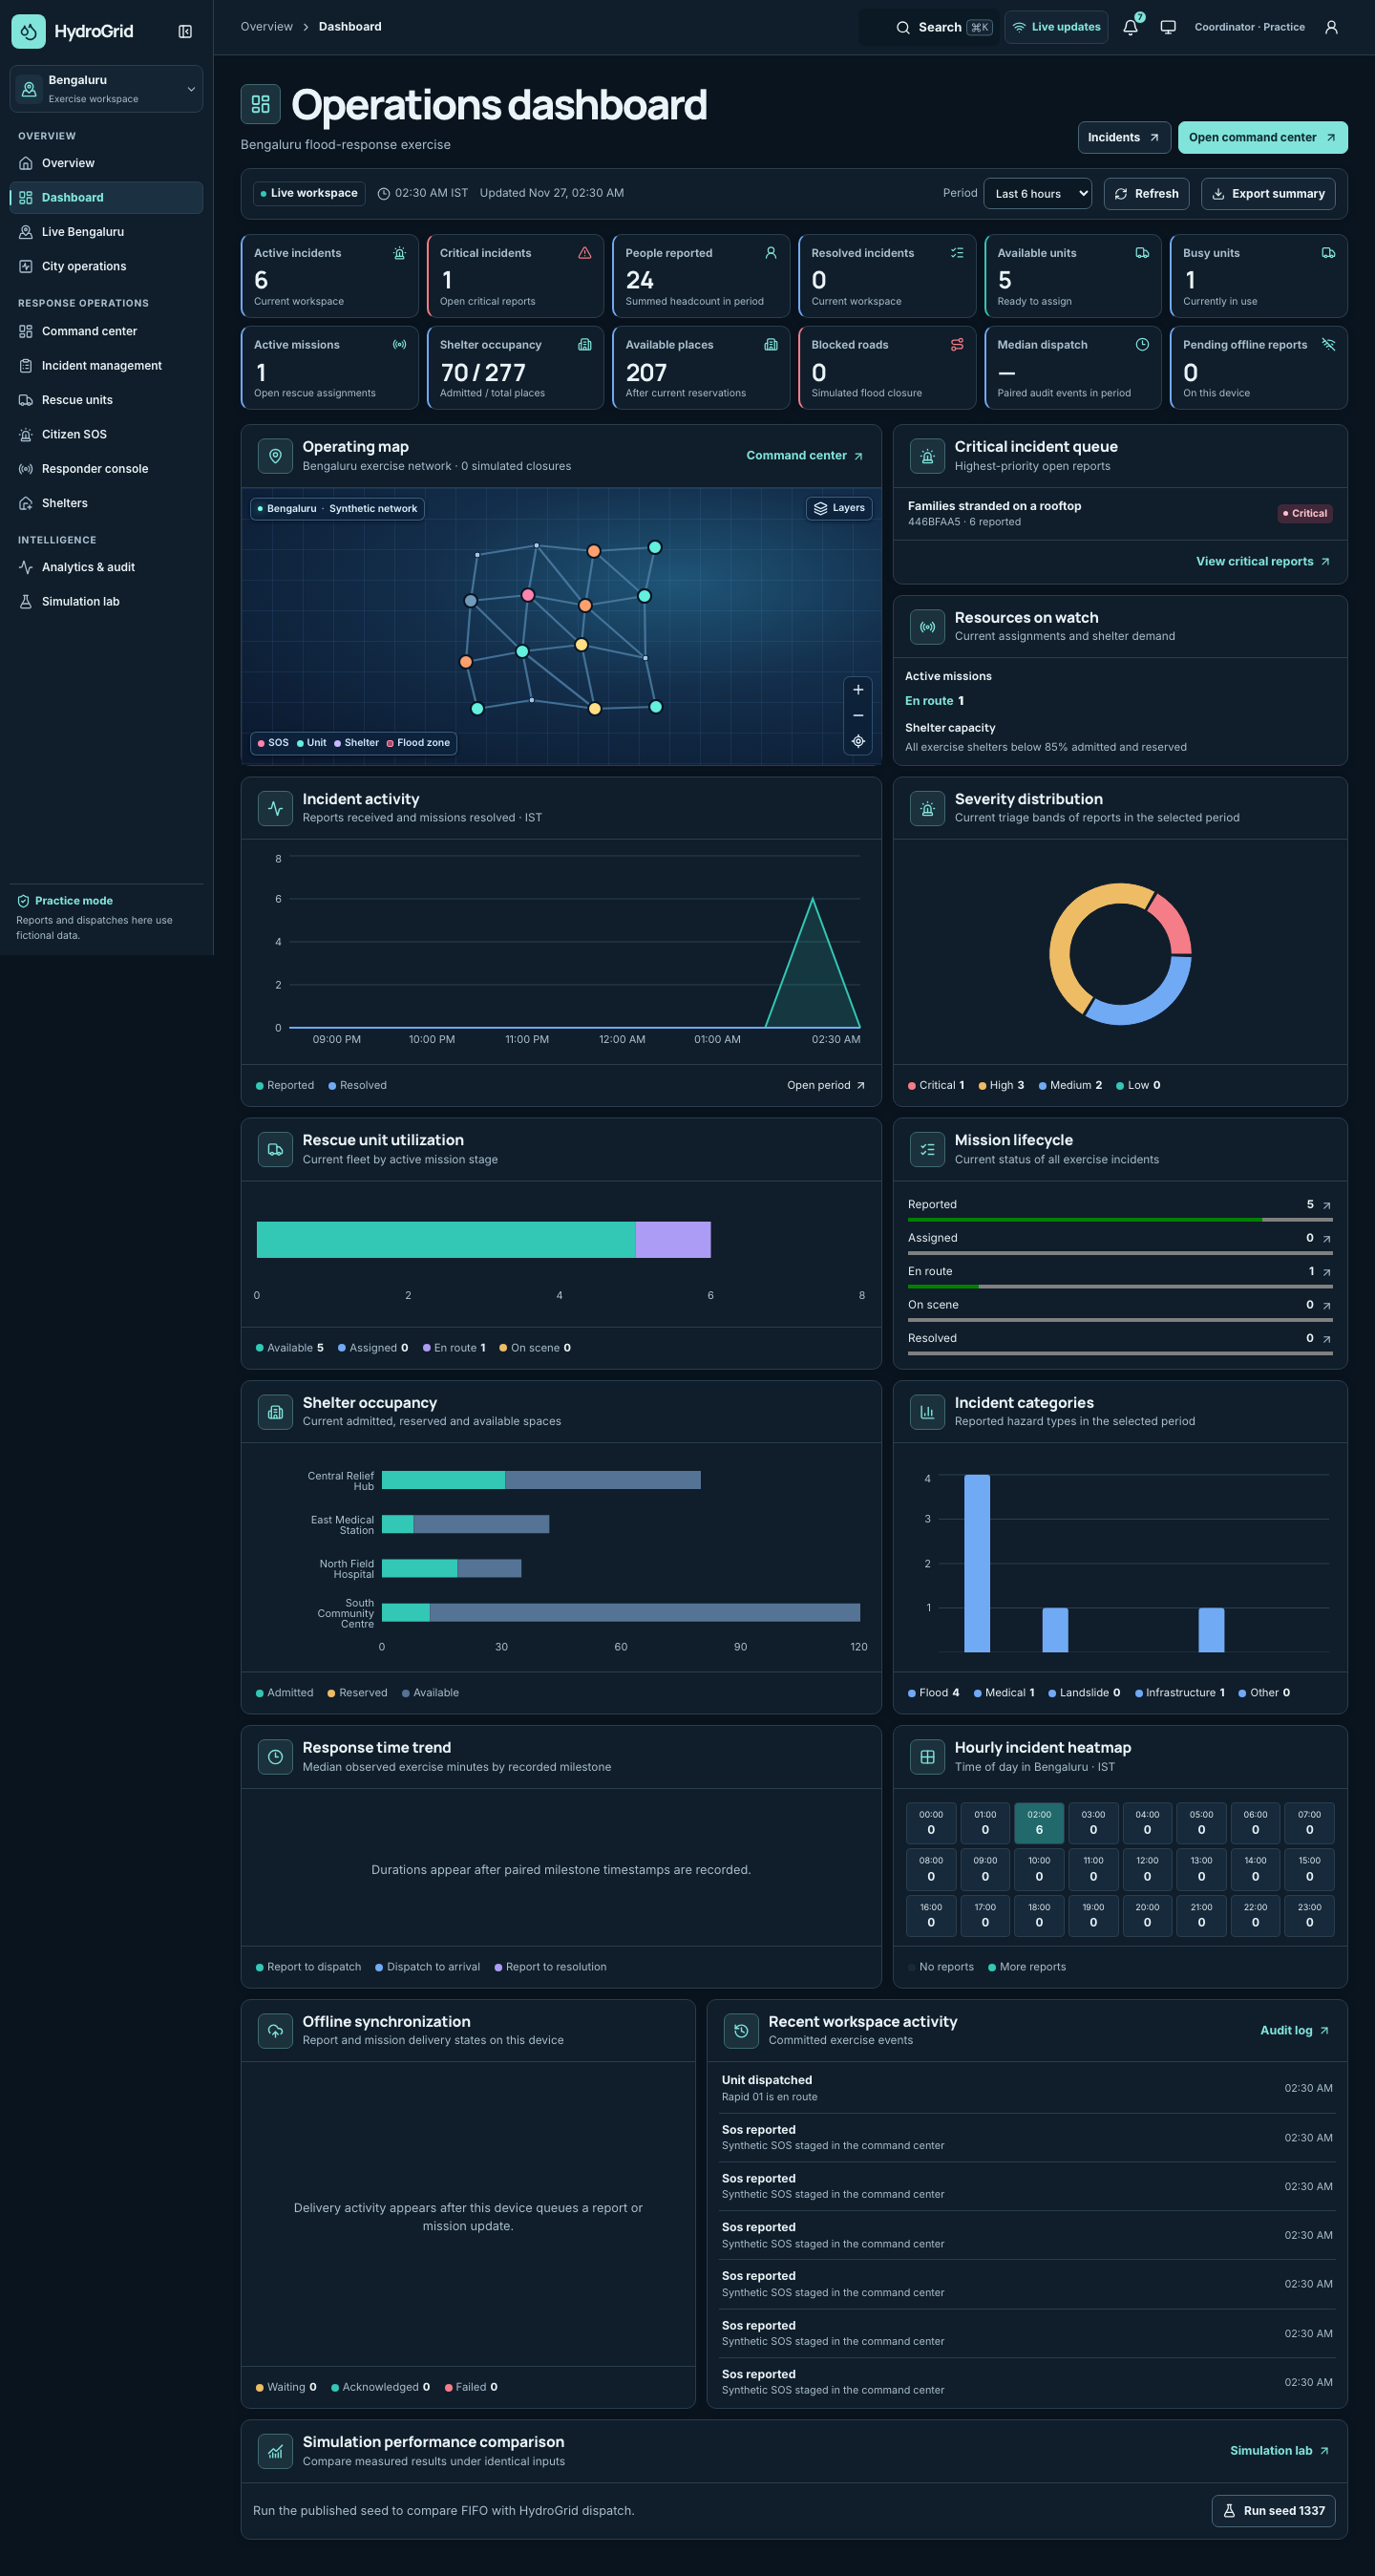 HydroGrid
Bengaluru
Exercise workspace
OVERVIEW
Overview
Dashboard
Live Bengaluru
City operations
RESPONSE OPERATIONS
Command center
Incident management
Rescue units
Citizen SOS
Responder console
Shelters
INTELLIGENCE
Analytics & audit
Simulation lab
Practice mode
Reports and dispatches here use
fictional data.
Overview > Dashboard
Search ⌘K
Live updates
7
Coordinator · Practice
Operations dashboard
Bengaluru flood-response exercise
Incidents
Open command center
Live workspace
02:30 AM IST
Updated Nov 27, 02:30 AM
Period
Last 6 hours
Refresh
Export summary
Active incidents
6
Current workspace
Critical incidents
1
Open critical reports
People reported
24
Summed headcount in period
Resolved incidents
0
Current workspace
Available units
5
Ready to assign
Busy units
1
Currently in use
Active missions
1
Open rescue assignments
Shelter occupancy
70 / 277
Admitted / total places
Available places
207
After current reservations
Blocked roads
0
Simulated flood closure
Median dispatch
—
Paired audit events in period
Pending offline reports
0
On this device
Operating map
Bengaluru exercise network · 0 simulated closures
Command center
Bengaluru · Synthetic network
Layers
+
−
SOS Unit Shelter Flood zone
Critical incident queue
Highest-priority open reports
Families stranded on a rooftop
446BFAA5 · 6 reported
Critical
View critical reports
Resources on watch
Current assignments and shelter demand
Active missions
En route 1
Shelter capacity
All exercise shelters below 85% admitted and reserved
Incident activity
Reports received and missions resolved · IST
8
6
4
2
0
09:00 PM 10:00 PM 11:00 PM 12:00 AM 01:00 AM 02:30 AM
Reported Resolved
Open period
Severity distribution
Current triage bands of reports in the selected period
Critical 1 High 3 Medium 2 Low 0
Rescue unit utilization
Current fleet by active mission stage
0 2 4 6 8
Available 5 Assigned 0 En route 1 On scene 0
Mission lifecycle
Current status of all exercise incidents
Reported 5
Assigned 0
En route 1
On scene 0
Resolved 0
Shelter occupancy
Current admitted, reserved and available spaces
Central Relief
Hub
East Medical
Station
North Field
Hospital
South
Community
Centre
0 30 60 90 120
Admitted Reserved Available
Incident categories
Reported hazard types in the selected period
4
3
2
1
Flood 4 Medical 1 Landslide 0 Infrastructure 1 Other 0
Response time trend
Median observed exercise minutes by recorded milestone
Durations appear after paired milestone timestamps are recorded.
Report to dispatch Dispatch to arrival Report to resolution
Hourly incident heatmap
Time of day in Bengaluru · IST
00:00 01:00 02:00 03:00 04:00 05:00 06:00 07:00
0 0 6 0 0 0 0 0
08:00 09:00 10:00 11:00 12:00 13:00 14:00 15:00
0 0 0 0 0 0 0 0
16:00 17:00 18:00 19:00 20:00 21:00 22:00 23:00
0 0 0 0 0 0 0 0
No reports More reports
Offline synchronization
Report and mission delivery states on this device
Delivery activity appears after this device queues a report or
mission update.
Waiting 0 Acknowledged 0 Failed 0
Recent workspace activity
Committed exercise events
Audit log
Unit dispatched
Rapid 01 is en route
02:30 AM
Sos reported
Synthetic SOS staged in the command center
02:30 AM
Sos reported
Synthetic SOS staged in the command center
02:30 AM
Sos reported
Synthetic SOS staged in the command center
02:30 AM
Sos reported
Synthetic SOS staged in the command center
02:30 AM
Sos reported
Synthetic SOS staged in the command center
02:30 AM
Sos reported
Synthetic SOS staged in the command center
02:30 AM
Simulation performance comparison
Compare measured results under identical inputs
Simulation lab
Run the published seed to compare FIFO with HydroGrid dispatch.
Run seed 1337